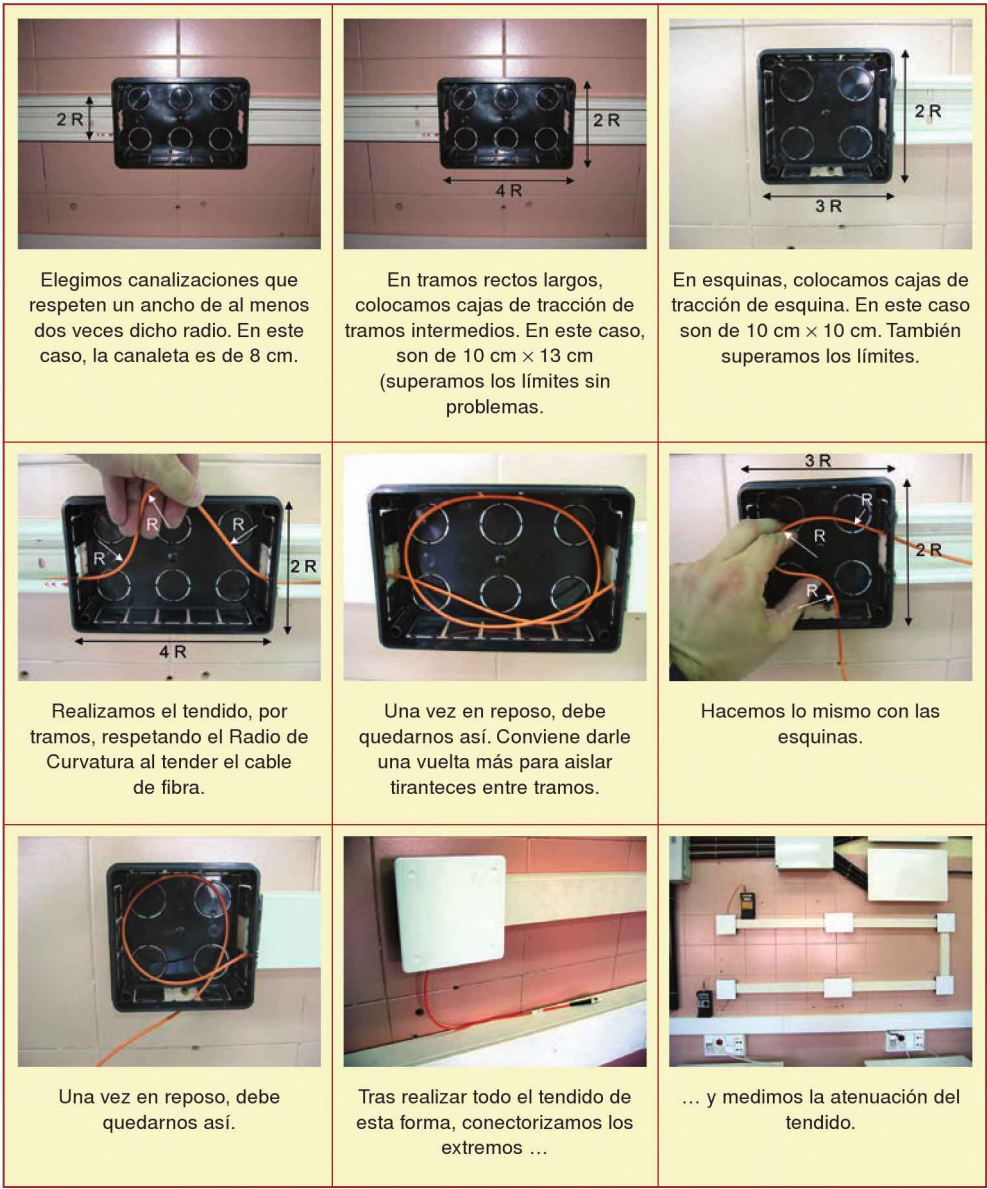 2 R
2 R
4 R
2 R
3 R
Elegimos canalizaciones que
respeten un ancho de al menos
dos veces dicho radio. En este
caso, la canaleta es de 8 cm.
En tramos rectos largos,
colocamos cajas de tracción de
tramos intermedios. En este caso,
son de 10 cm × 13 cm
(superamos los límites sin
problemas.
En esquinas, colocamos cajas de
tracción de esquina. En este caso
son de 10 cm × 10 cm. También
superamos los límites.
R
R
R
2 R
4 R
3 R
R
R
2 R
R
Realizamos el tendido, por
tramos, respetando el Radio de
Curvatura al tender el cable
de fibra.
Una vez en reposo, debe
quedarnos así. Conviene darle
una vuelta más para aislar
tiranteces entre tramos.
Hacemos lo mismo con las
esquinas.
Una vez en reposo, debe
quedarnos así.
Tras realizar todo el tendido de
esta forma, conectorizamos los
extremos …
… y medimos la atenuación del
tendido.